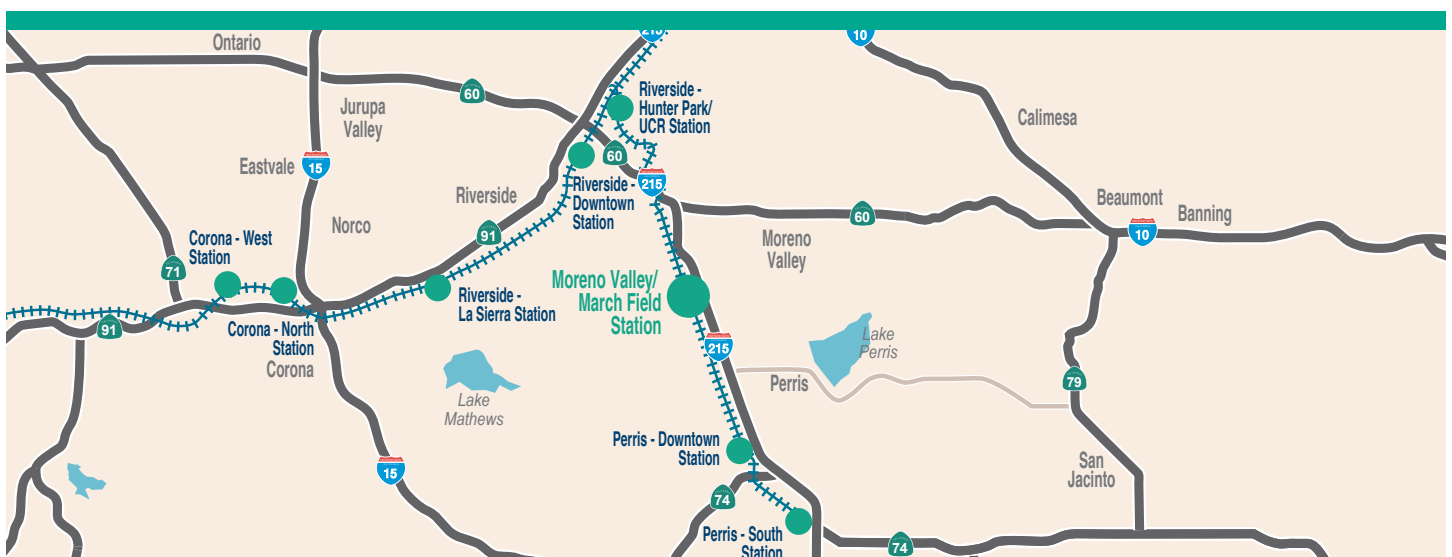 215
10
Ontario
60
Riverside -
Hunter Park/
UCR Station
Jurupa
Valley
Calimesa
Eastvale
15
60
215
Riverside
Riverside -
Downtown
Station
Beaumont
Banning
60
10
Norco
91
Corona - West
Station
Moreno
Valley
71
Moreno Valley/
March Field
Station
Riverside -
La Sierra Station
91
Corona - North
Station
Corona
215
Lake
Perris
Perris
79
Lake
Mathews
Perris - Downtown
Station
San
Jacinto
15
74
Perris - South
Station
74